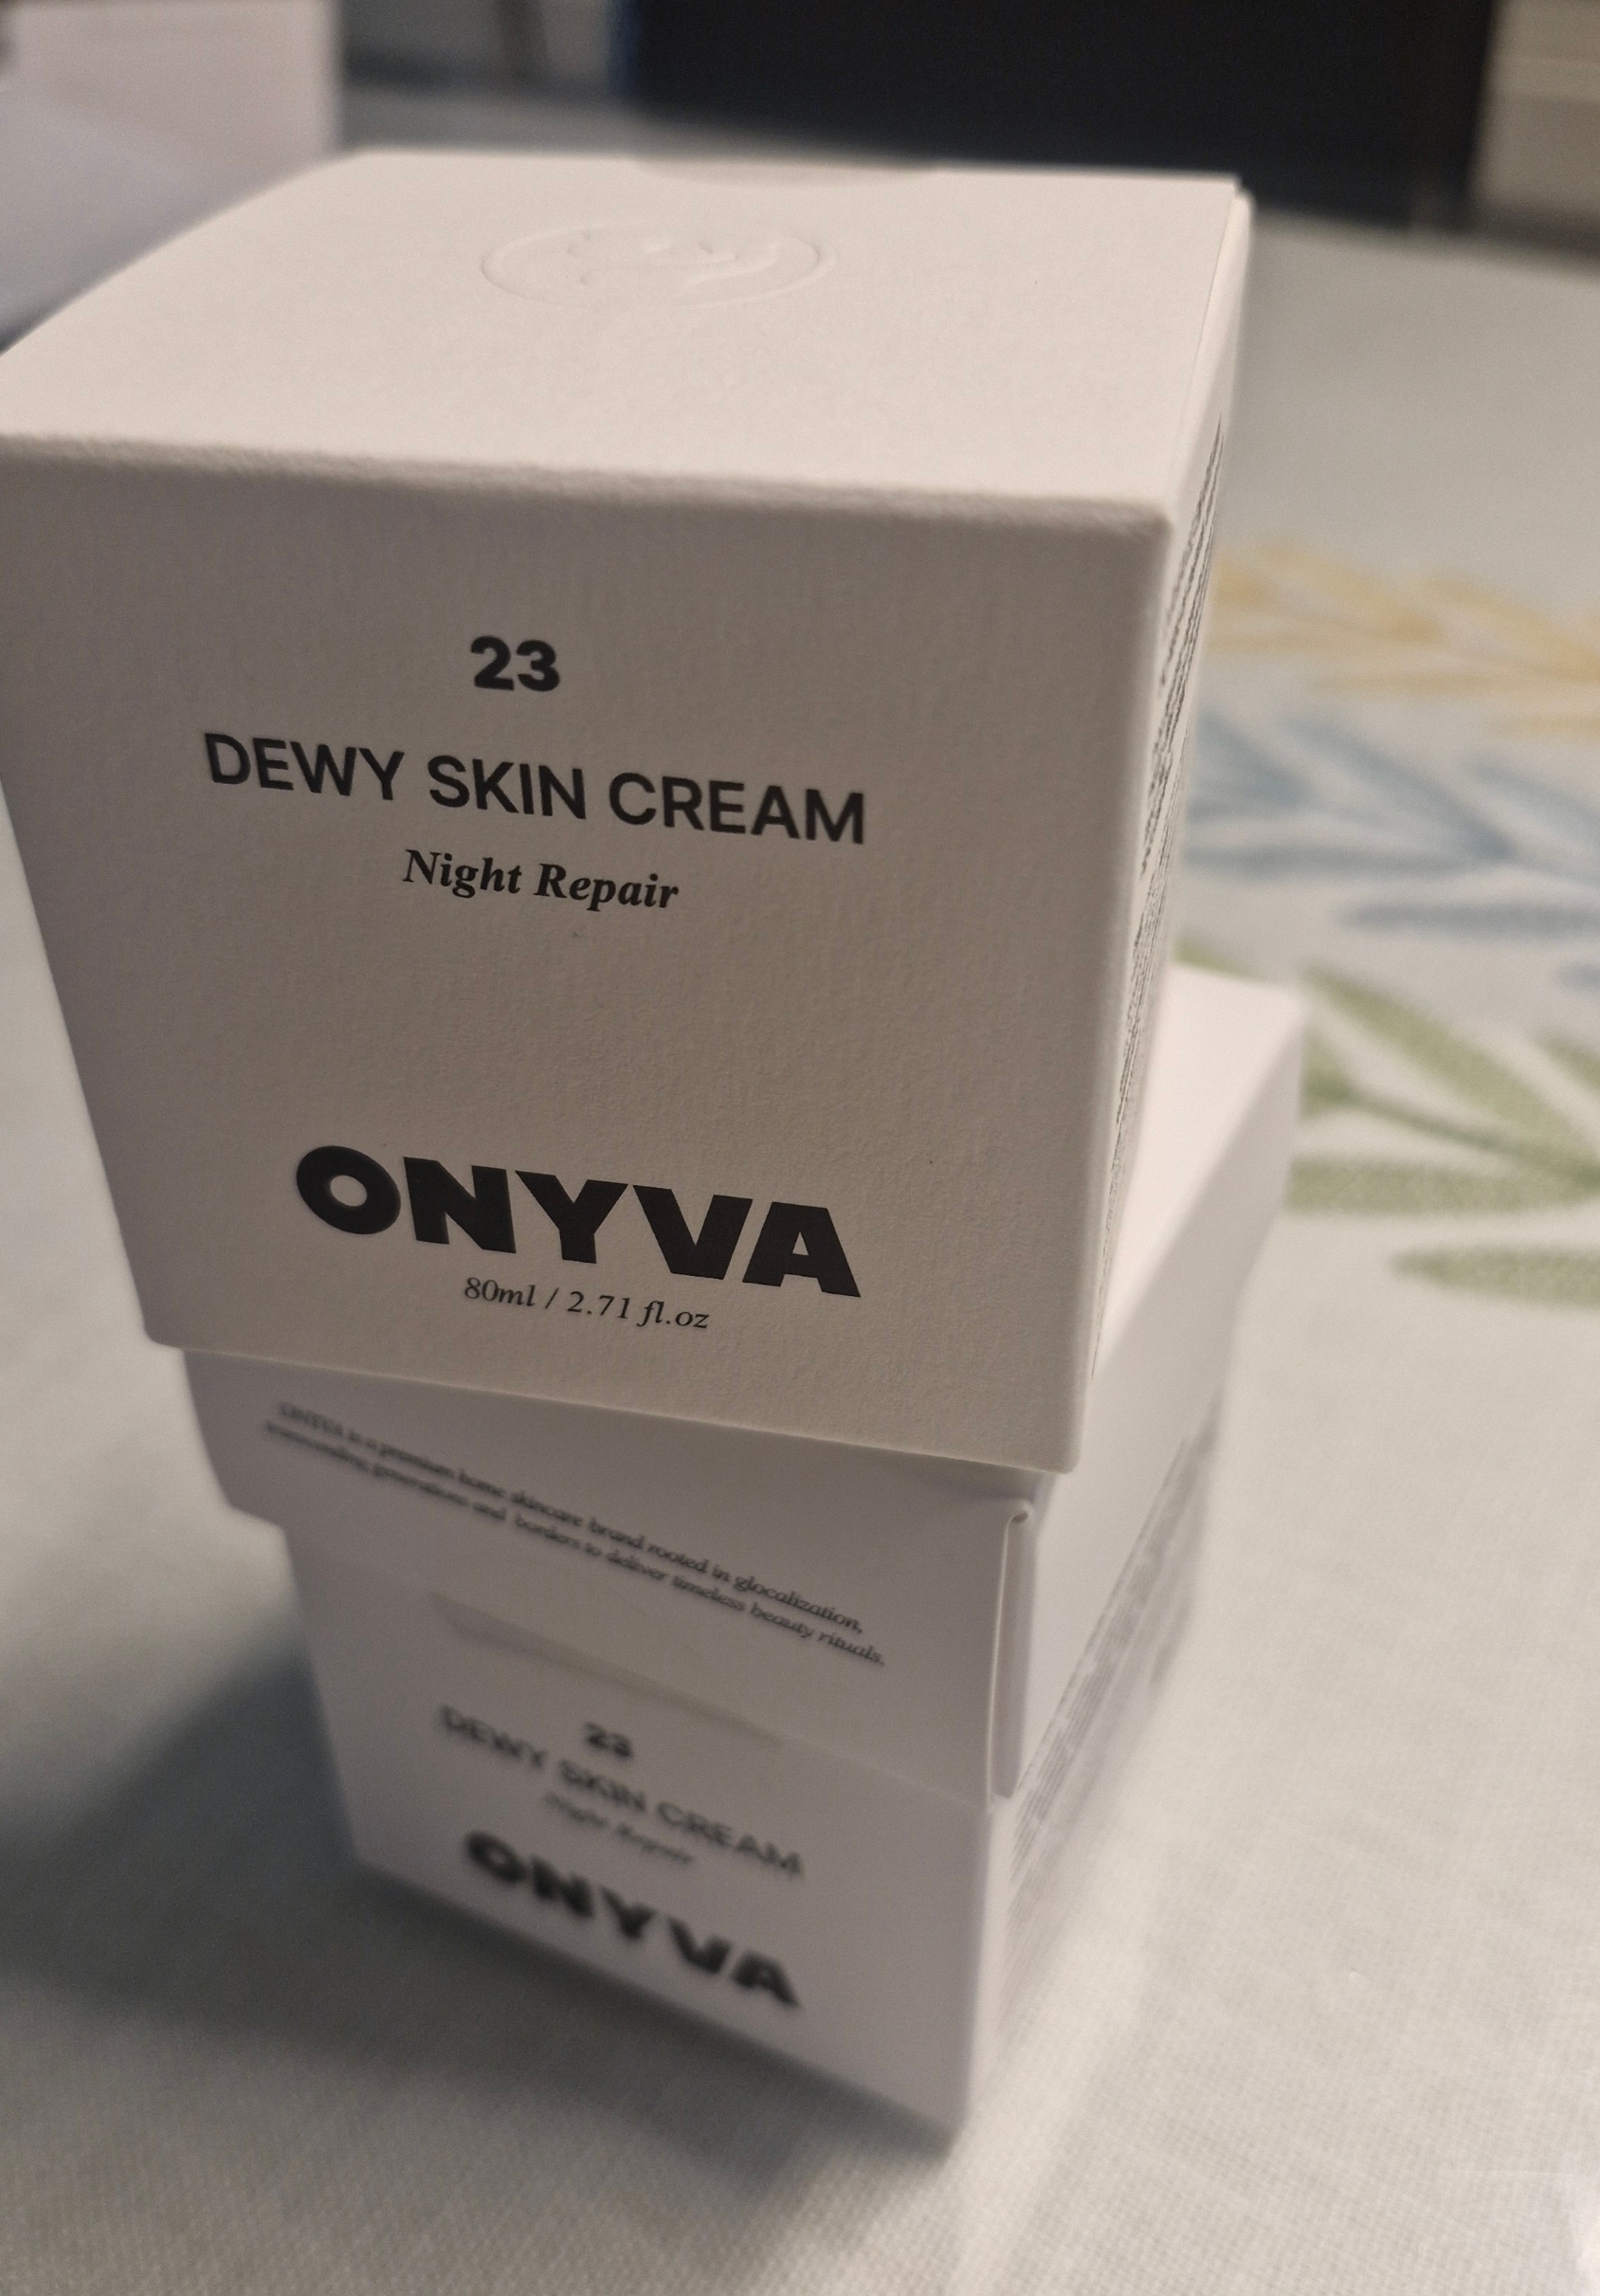 23
DEWY SKIN CREAM
Night Repair
ONYVA
80ml / 2.71 fl.oz
ONYVA is a premium home skincare brand rooted in glocalization,
transcending generations and borders to deliver timeless beauty rituals.
23
DEWY SKIN CREAM
Night Repair
ONYVA